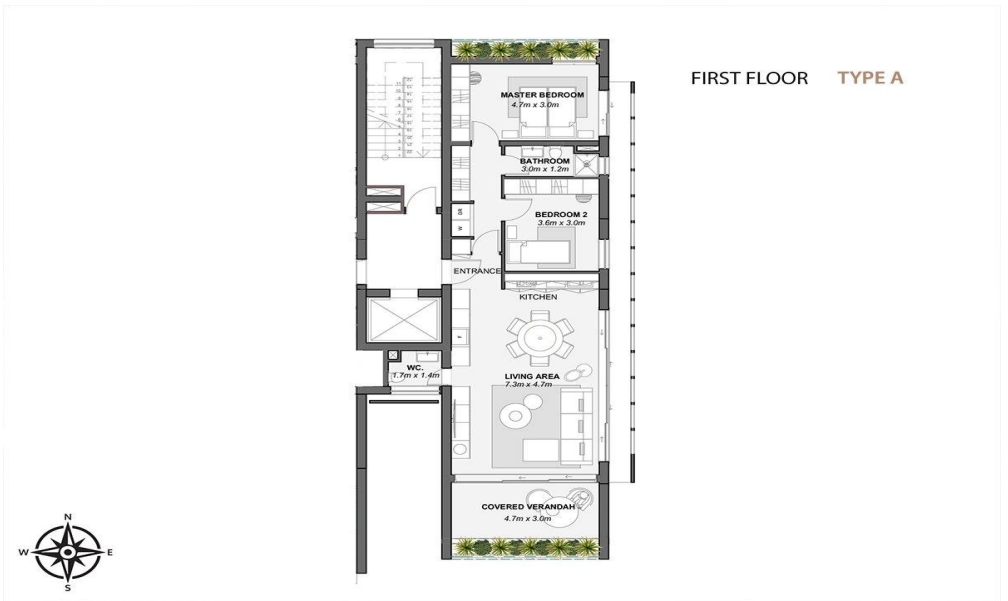 FIRST FLOOR TYPE A
MASTER BEDROOM
4.7m x 3.0m
BATHROOM
3.0m x 1.2m
DR
W
BEDROOM 2
3.6m x 3.0m
ENTRANCE
KITCHEN
F
WC.
1.7m x 1.4m
LIVING AREA
7.3m x 4.7m
COVERED VERANDAH
4.7m x 3.0m
N
W E
S